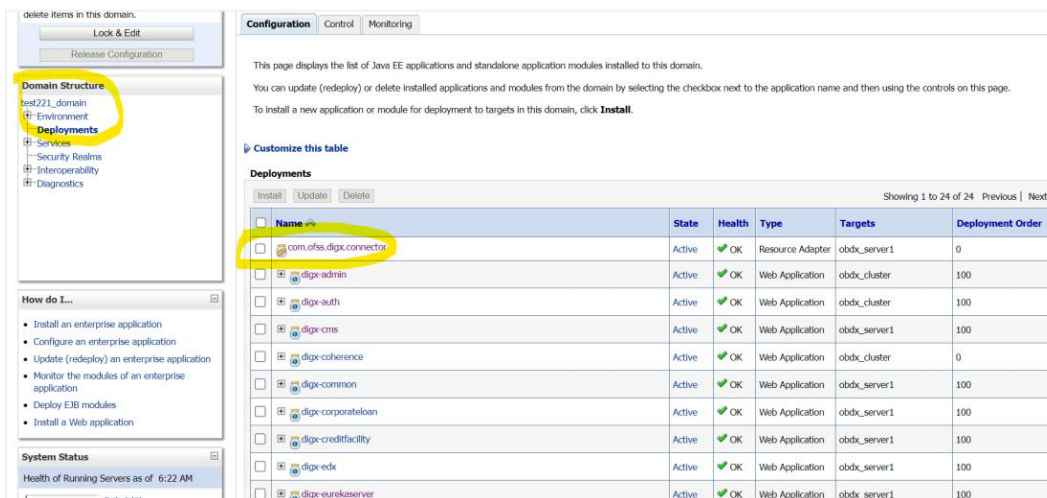 delete items in this domain.
Lock & Edit
Release Configuration
Domain Structure
test221_domain
Environment
Deployments
Services
Security Realms
Interoperability
Diagnostics
How do I...
Install an enterprise application
Configure an enterprise application
Update (redeploy) an enterprise application
Monitor the modules of an enterprise
application
Deploy EJB modules
Install a Web application
System Status
Health of Running Servers as of 6:22 AM
Configuration Control Monitoring
This page displays the list of Java EE applications and standalone application modules installed to this domain.
You can update (redeploy) or delete installed applications and modules from the domain by selecting the checkbox next to the application name and then using the controls on this page.
To install a new application or module for deployment to targets in this domain, click Install.
Customize this table
Deployments
Install Update Delete Showing 1 to 24 of 24 Previous | Next
Name State Health Type Targets Deployment Order
com.ofss.digx.connector Active OK Resource Adapter obdx_server1 0
digx-admin Active OK Web Application obdx_cluster 100
digx-auth Active OK Web Application obdx_cluster 100
digx-cms Active OK Web Application obdx_server1 100
digx-coherence Active OK Web Application obdx_cluster 0
digx-common Active OK Web Application obdx_server1 100
digx-corporateloan Active OK Web Application obdx_server1 100
digx-creditfacility Active OK Web Application obdx_server1 100
digx-edx Active OK Web Application obdx_server1 100
digx-eurekaserver Active OK Web Application obdx_server1 100